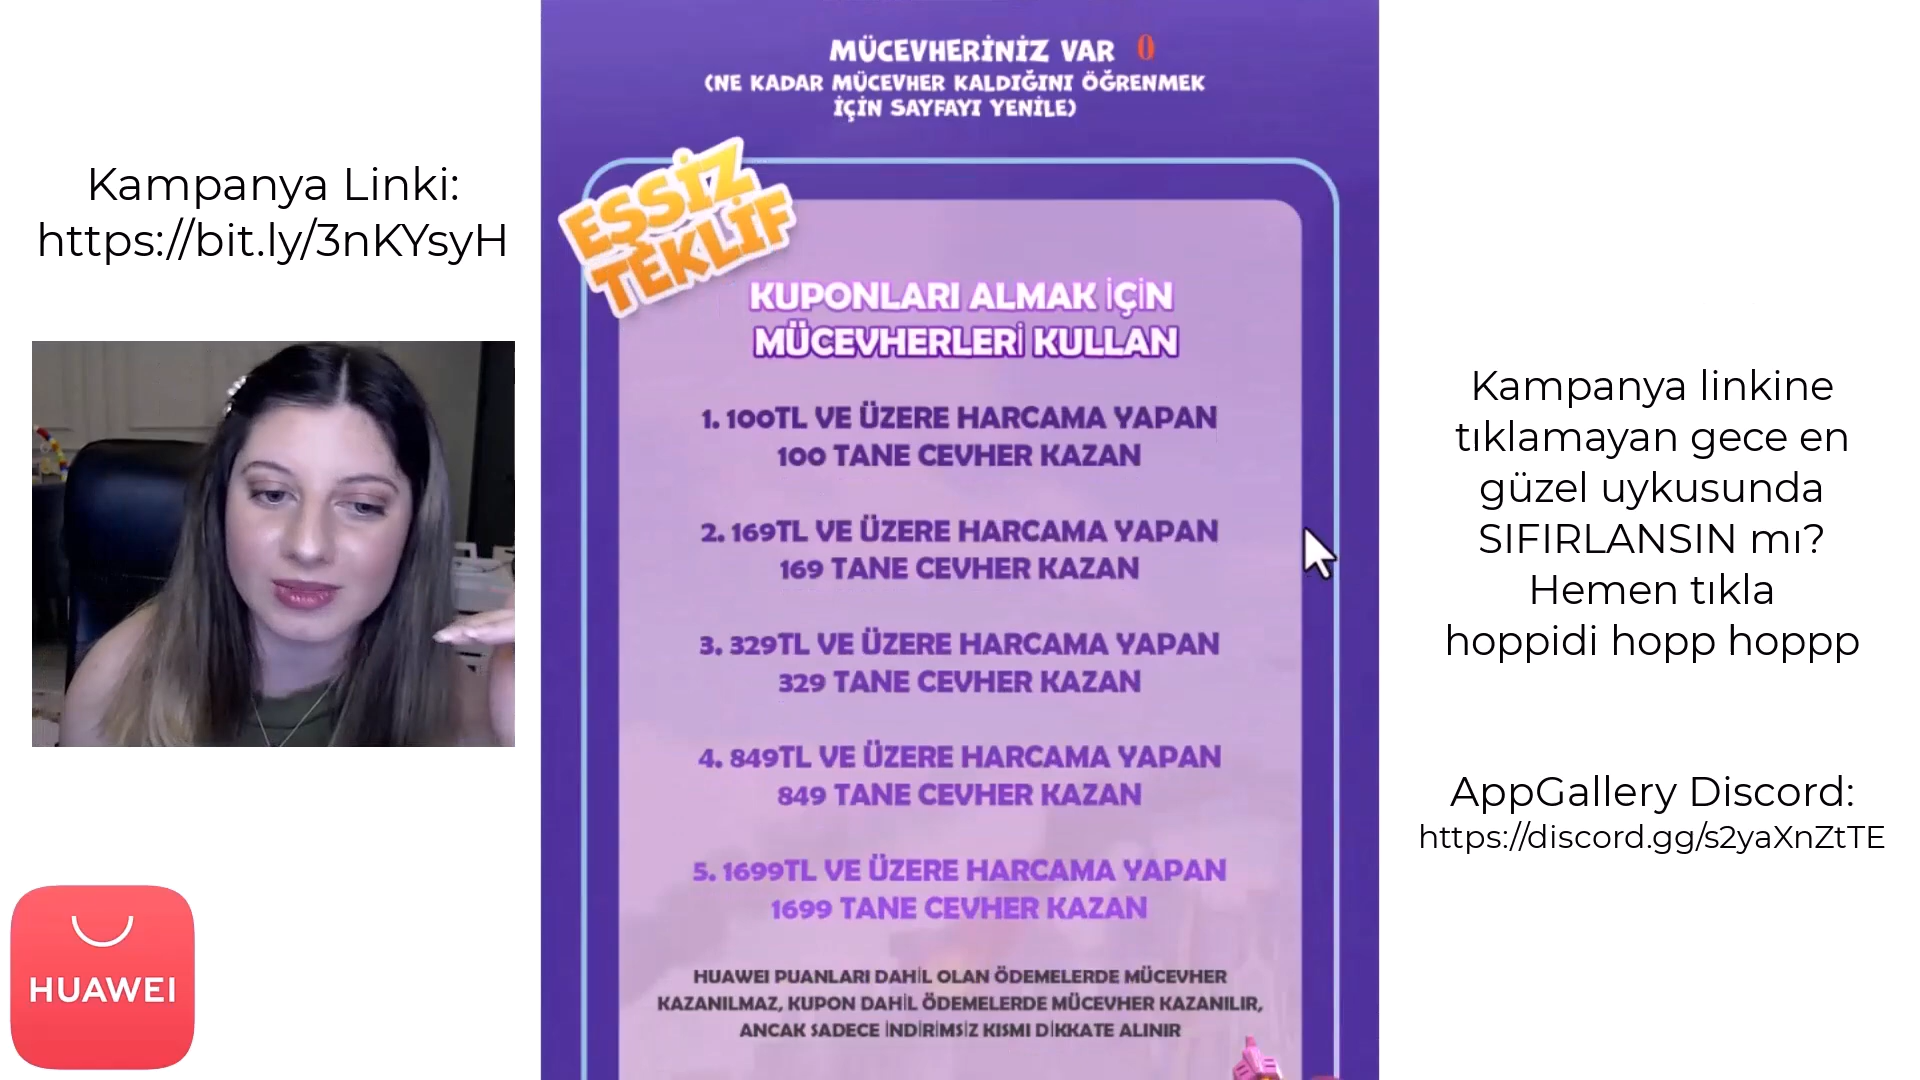 Kampanya Linki:
https://bit.ly/3nKYsyH
MÜCEVHERİNİZ VAR 0
(NE KADAR MÜCEVHER KALDIĞINI ÖĞRENMEK
İÇİN SAYFAYI YENİLE)
EŞSİZ
TEKLİF
KUPONLARI ALMAK İÇİN
MÜCEVHERLERİ KULLAN
1. 100TL VE ÜZERE HARCAMA YAPAN
100 TANE CEVHER KAZAN
2. 169TL VE ÜZERE HARCAMA YAPAN
169 TANE CEVHER KAZAN
3. 329TL VE ÜZERE HARCAMA YAPAN
329 TANE CEVHER KAZAN
4. 849TL VE ÜZERE HARCAMA YAPAN
849 TANE CEVHER KAZAN
5. 1699TL VE ÜZERE HARCAMA YAPAN
1699 TANE CEVHER KAZAN
HUAWEI PUANLARI DAHİL OLAN ÖDEMELERDE MÜCEVHER
KAZANILMAZ, KUPON DAHİL ÖDEMELERDE MÜCEVHER KAZANILIR,
ANCAK SADECE İNDİRİMSİZ KISMI DİKKATE ALINIR
Kampanya linkine
tıklamayan gece en
güzel uykusunda
SIFIRLANSIN mı?
Hemen tıkla
hoppidi hopp hoppp
AppGallery Discord:
https://discord.gg/s2yaXnZtTE
HUAWEI